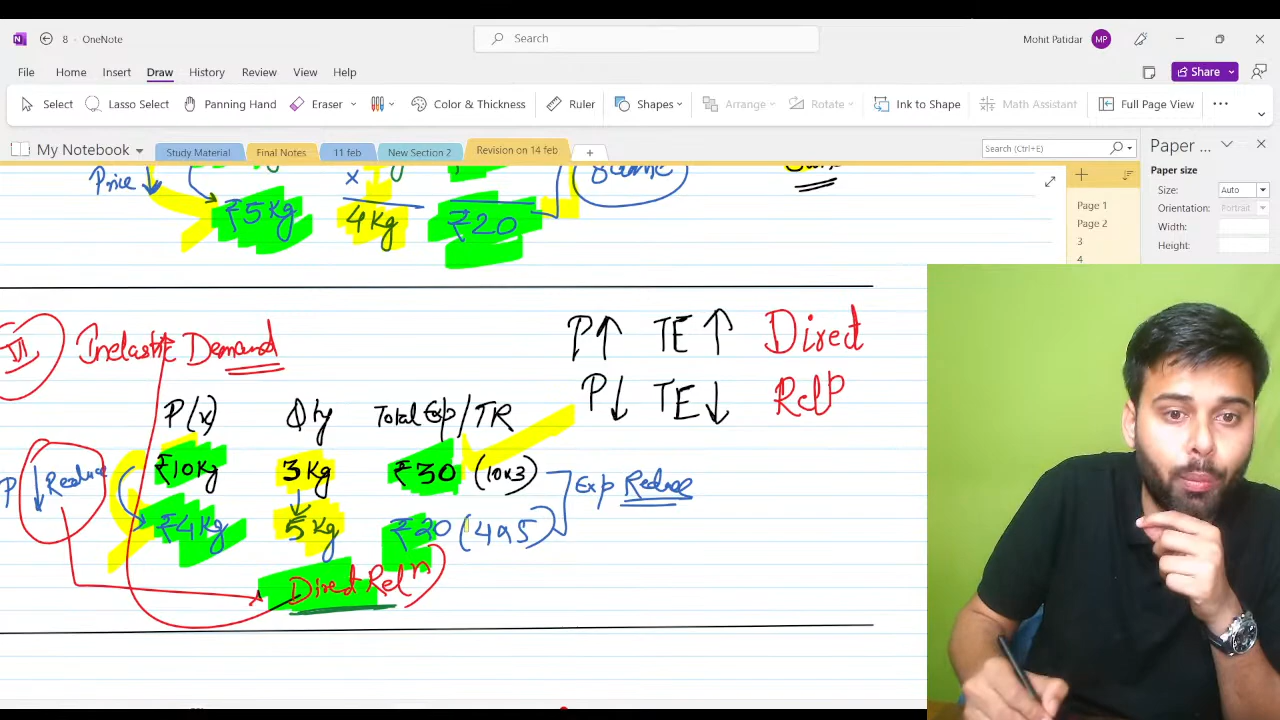 8 - OneNote
Search
Mohit Patidar MP
File Home Insert Draw History Review View Help
Share
Select Lasso Select Panning Hand Eraser Ruler Shapes Arrange Rotate Ink to Shape Math Assistant Full Page View
My Notebook
Study Material Final Notes 11 feb New Section 2 Revision on 14 feb +
Search (Ctrl+E)
Paper ...
Paper size
Size: Auto
Orientation: Portrait
Width:
Height:
Page 1
Page 2
3
4
Price ↓
₹5Kg
x 4Kg
₹20
Same
III Inelastic Demand
P↑ TE↑ Direct
P↓ TE↓ Relp
P(x) Qty Total Exp/TR
₹10Kg 3Kg ₹30 (10x3)
P ↓ Reduce
Exp Reduce
₹4Kg 5Kg ₹20 (4x5)
Direct Reln